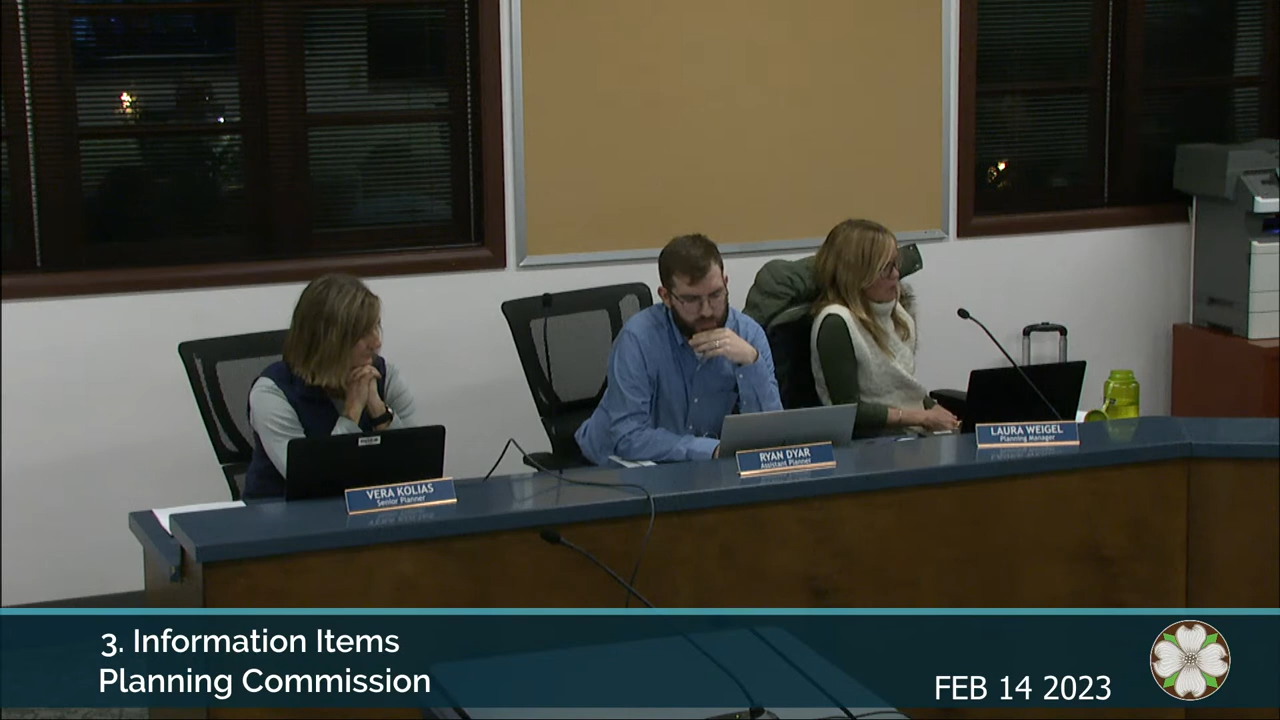 VERA KOLIAS
Senior Planner
RYAN DYAR
Assistant Planner
LAURA WEIGEL
Planning Manager
3. Information Items
Planning Commission
FEB 14 2023